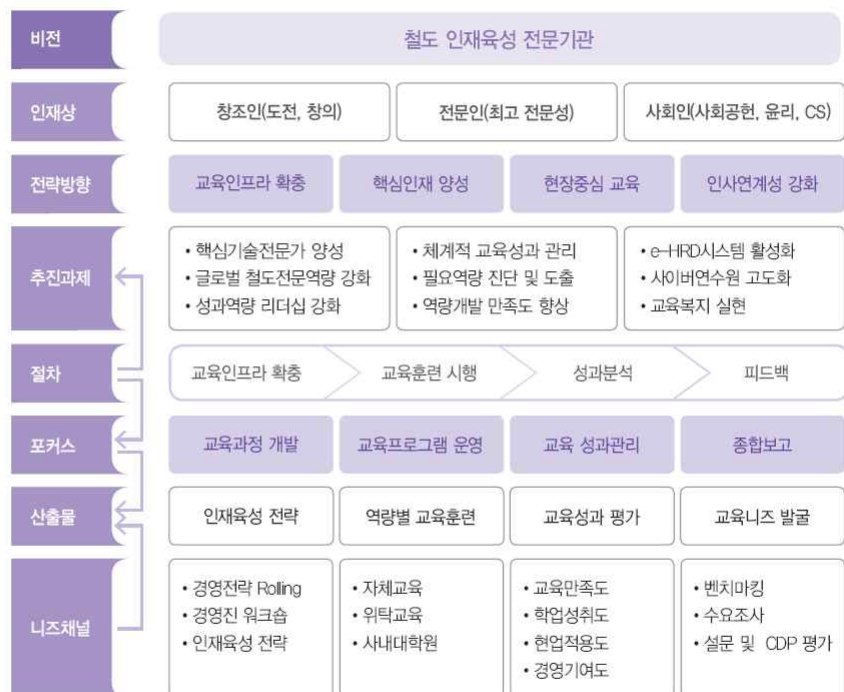 비전
철도 인재육성 전문기관
인재상
창조인(도전, 창의)
전문인(최고 전문성)
사회인(사회공헌, 윤리, CS)
전략방향
교육인프라 확충
핵심인재 양성
현장중심 교육
인사연계성 강화
추진과제
• 핵심기술전문가 양성
• 글로벌 철도전문역량 강화
• 성과역량 리더십 강화
• 체계적 교육성과 관리
• 필요역량 진단 및 도출
• 역량개발 만족도 향상
• e-HRD시스템 활성화
• 사이버연수원 고도화
• 교육복지 실현
절차
교육인프라 확충
교육훈련 시행
성과분석
피드백
포커스
교육과정 개발
교육프로그램 운영
교육 성과관리
종합보고
산출물
인재육성 전략
역량별 교육훈련
교육성과 평가
교육니즈 발굴
니즈채널
• 경영전략 Rolling
• 경영진 워크숍
• 인재육성 전략
• 자체교육
• 위탁교육
• 사내대학원
• 교육만족도
• 학업성취도
• 현업적용도
• 경영기여도
• 벤치마킹
• 수요조사
• 설문 및 CDP 평가